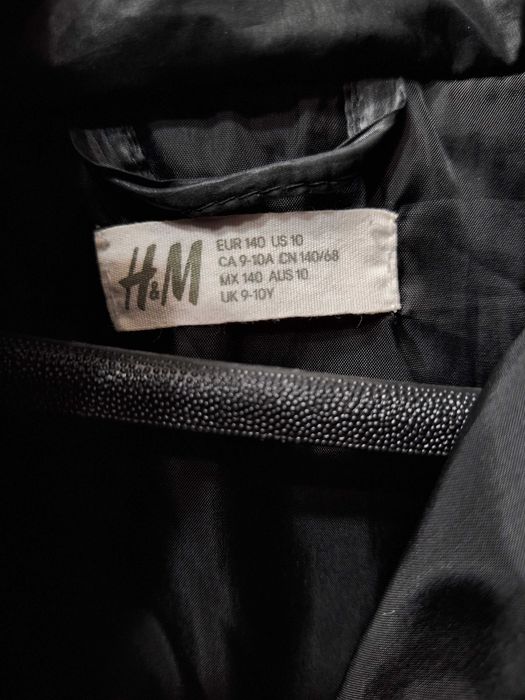 H&M
EUR 140 US 10
CA 9-10A CN 140/68
MX 140 AUS 10
UK 9-10Y